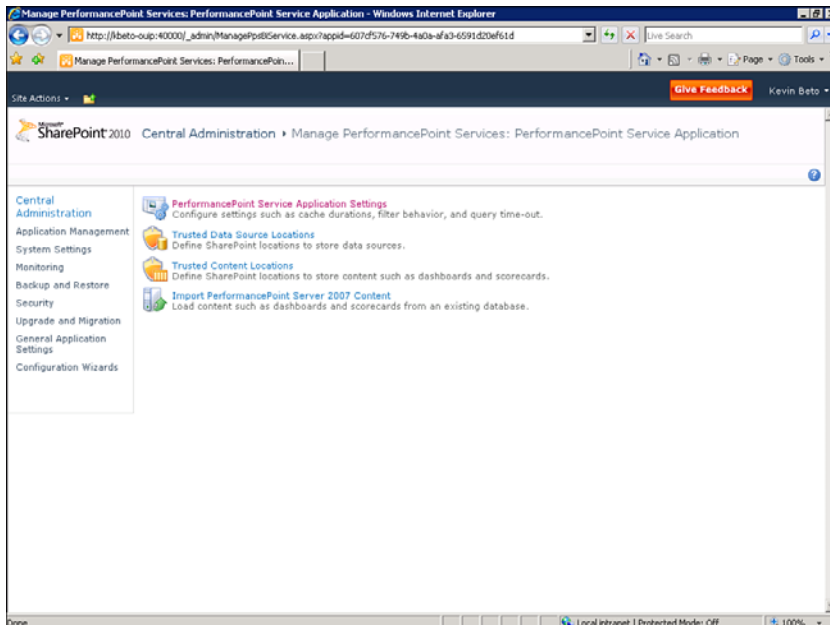 Manage PerformancePoint Services: PerformancePoint Service Application - Windows Internet Explorer
http://kbeto-ouip:40000/_admin/ManagePpsBIService.aspx?appid=607df576-749b-4a0a-afa3-6591d20ef61d
Live Search
Manage PerformancePoint Services: PerformancePoin...
Page
Tools
Site Actions
Give Feedback
Kevin Beto
Microsoft
SharePoint 2010
Central Administration
Manage PerformancePoint Services: PerformancePoint Service Application
Central Administration
Application Management
System Settings
Monitoring
Backup and Restore
Security
Upgrade and Migration
General Application
Settings
Configuration Wizards
PerformancePoint Service Application Settings
Configure settings such as cache durations, filter behavior, and query time-out.
Trusted Data Source Locations
Define SharePoint locations to store data sources.
Trusted Content Locations
Define SharePoint locations to store content such as dashboards and scorecards.
Import PerformancePoint Server 2007 Content
Load content such as dashboards and scorecards from an existing database.
Done
Local intranet | Protected Mode: Off
100%